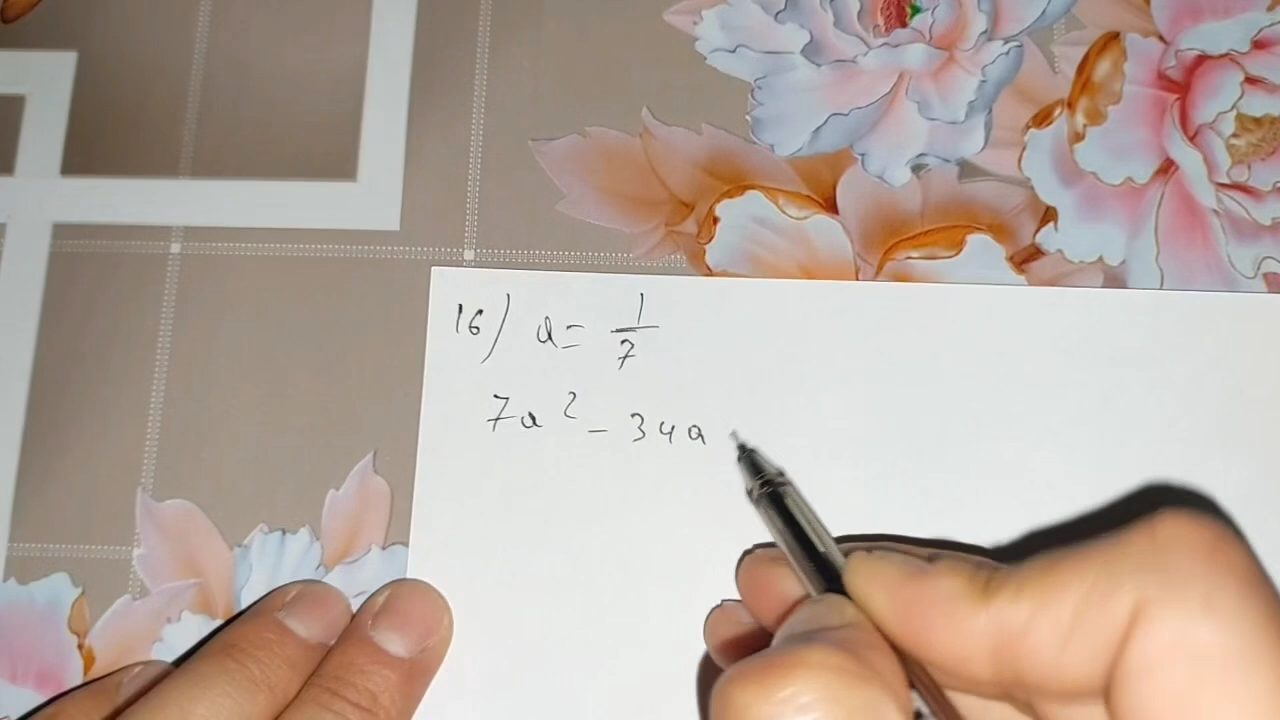 16) a = 1/7
7a² - 34a